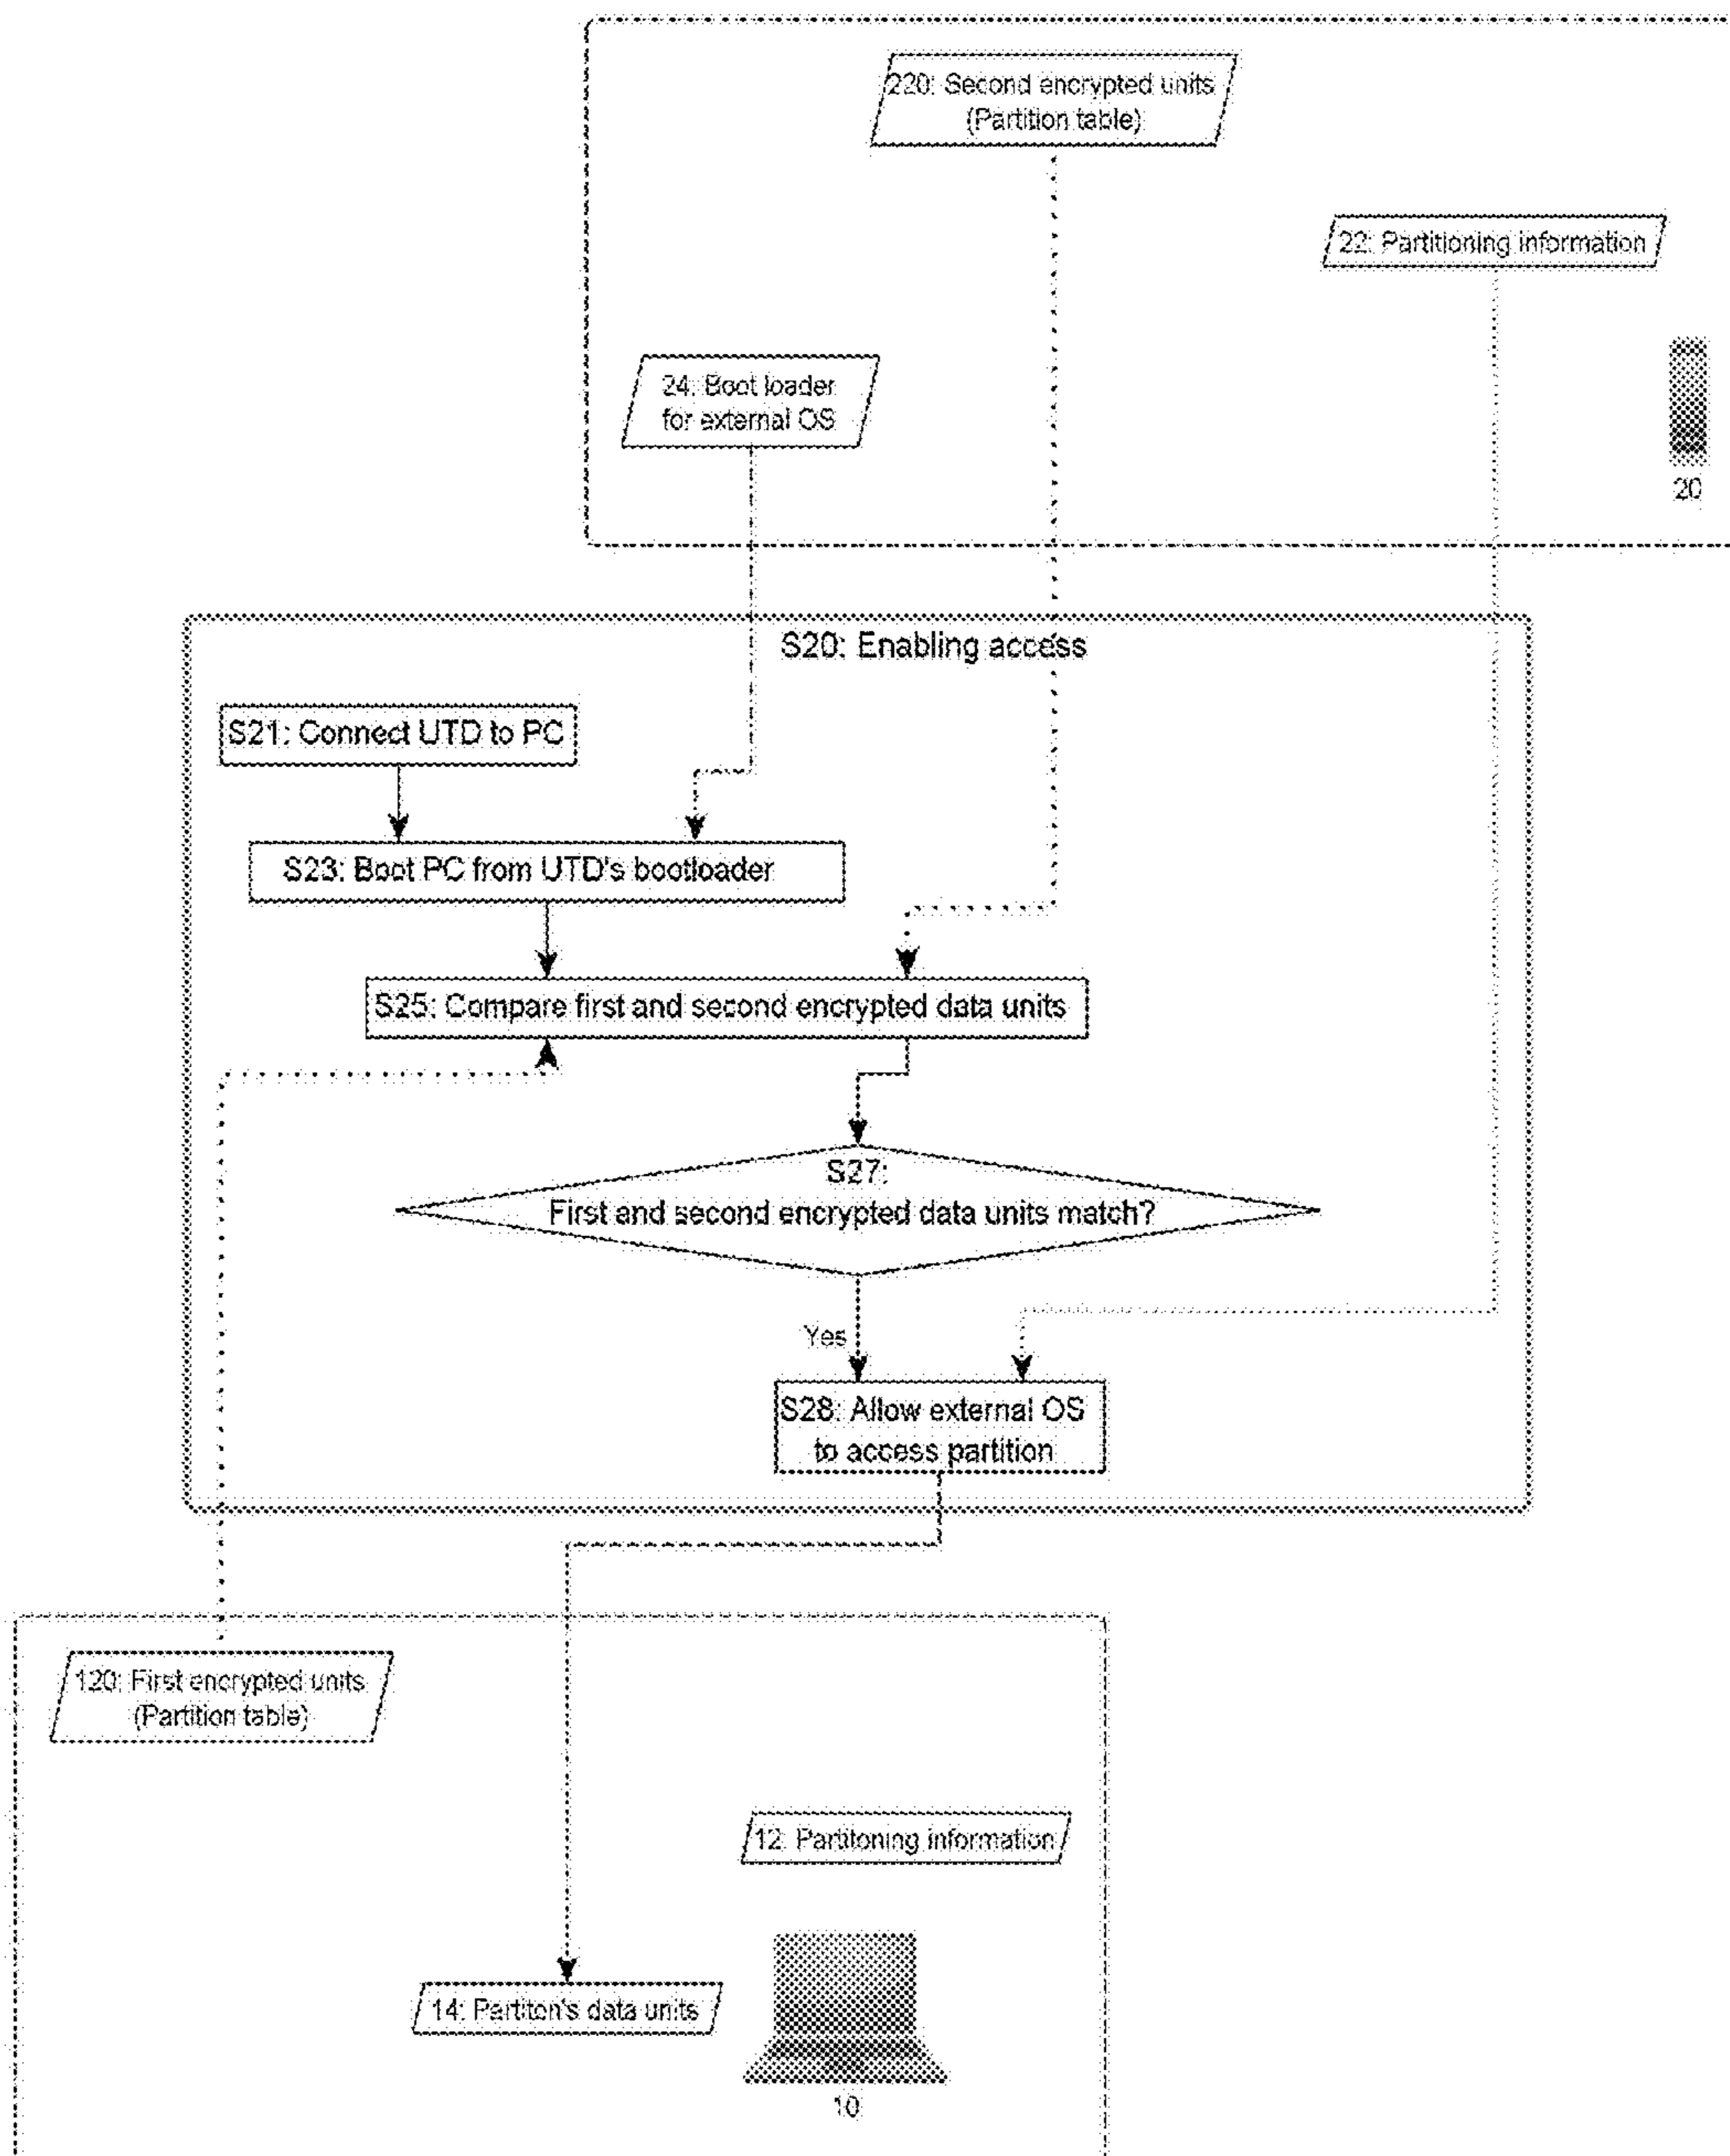 220: Second encrypted units
(Partition table)
22: Partitioning information
24: Boot loader
for external OS
20
S20: Enabling access
S21: Connect UTD to PC
S23: Boot PC from UTD's bootloader
S25: Compare first and second encrypted data units
S27:
First and second encrypted data units match?
Yes
S28: Allow external OS
to access partition
120: First encrypted units
(Partition table)
12: Partitoning information
14: Partiton's data units
10